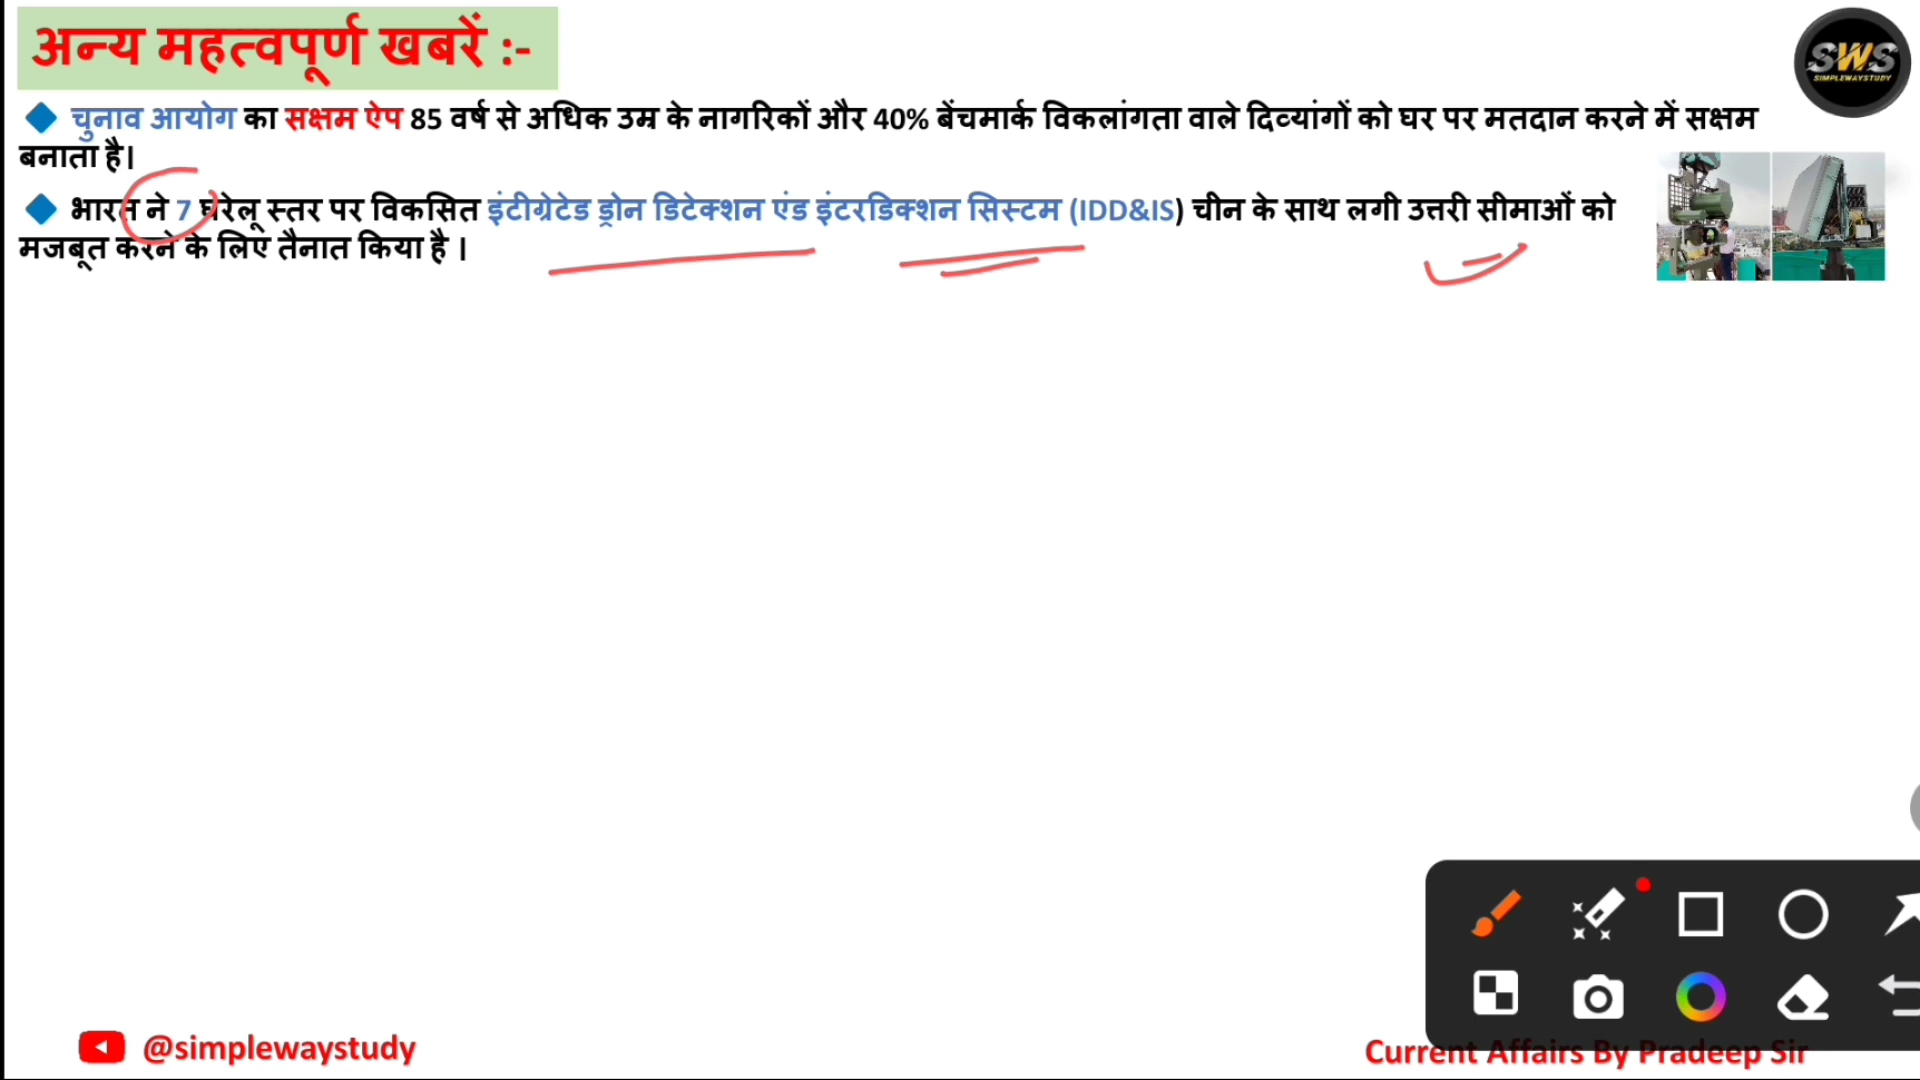 अन्य महत्वपूर्ण खबरें :-
SWS
SIMPLEWAYSTUDY
चुनाव आयोग का सक्षम ऐप 85 वर्ष से अधिक उम्र के नागरिकों और 40% बेंचमार्क विकलांगता वाले दिव्यांगों को घर पर मतदान करने में सक्षम
बनाता है।
भारत ने 7 घरेलू स्तर पर विकसित इंटीग्रेटेड ड्रोन डिटेक्शन एंड इंटरडिक्शन सिस्टम (IDD&IS) चीन के साथ लगी उत्तरी सीमाओं को
मजबूत करने के लिए तैनात किया है ।
@simplewaystudy
Current Affairs By Pradeep Sir